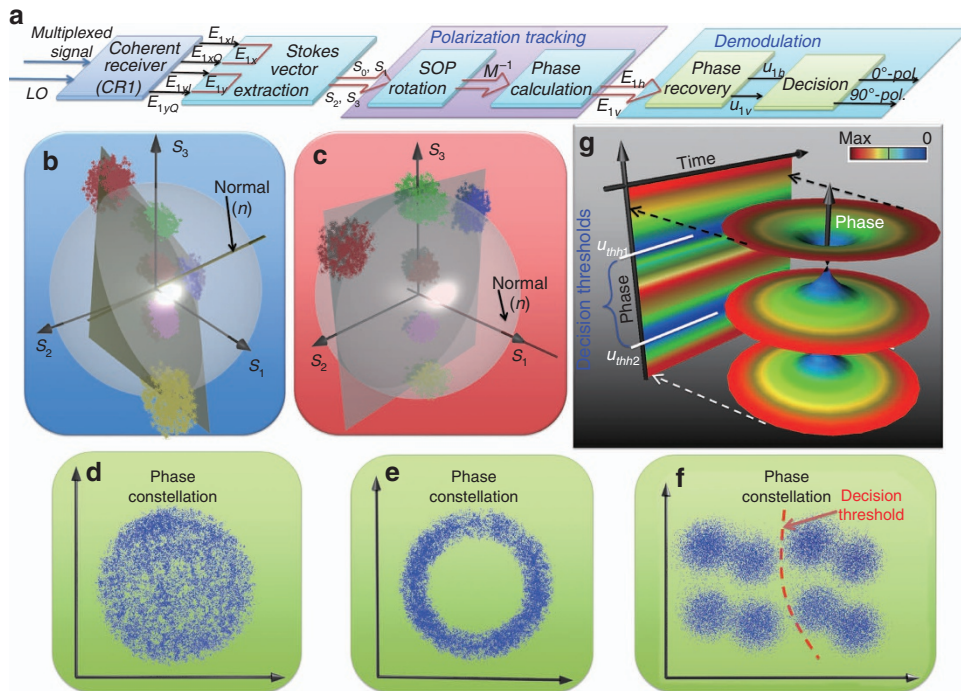 a
Multiplexed
signal
LO
Coherent
receiver
(CR1)
E1xI
E1xQ
E1yI
E1yQ
E1x
E1y
Stokes
vector
extraction
S0, S1
S2, S3
Polarization tracking
SOP
rotation
M−1
Phase
calculation
E1h
E1v
Demodulation
Phase
recovery
u1h
u1v
Decision
0°-pol.
90°-pol.
b
S3
Normal
(n)
S2
S1
c
S3
Normal
(n)
S2
S1
g
Max 0
Time
Phase
Decision thresholds
uthh1
Phase
uthh2
d
Phase
constellation
e
Phase
constellation
f
Phase
constellation
Decision
threshold